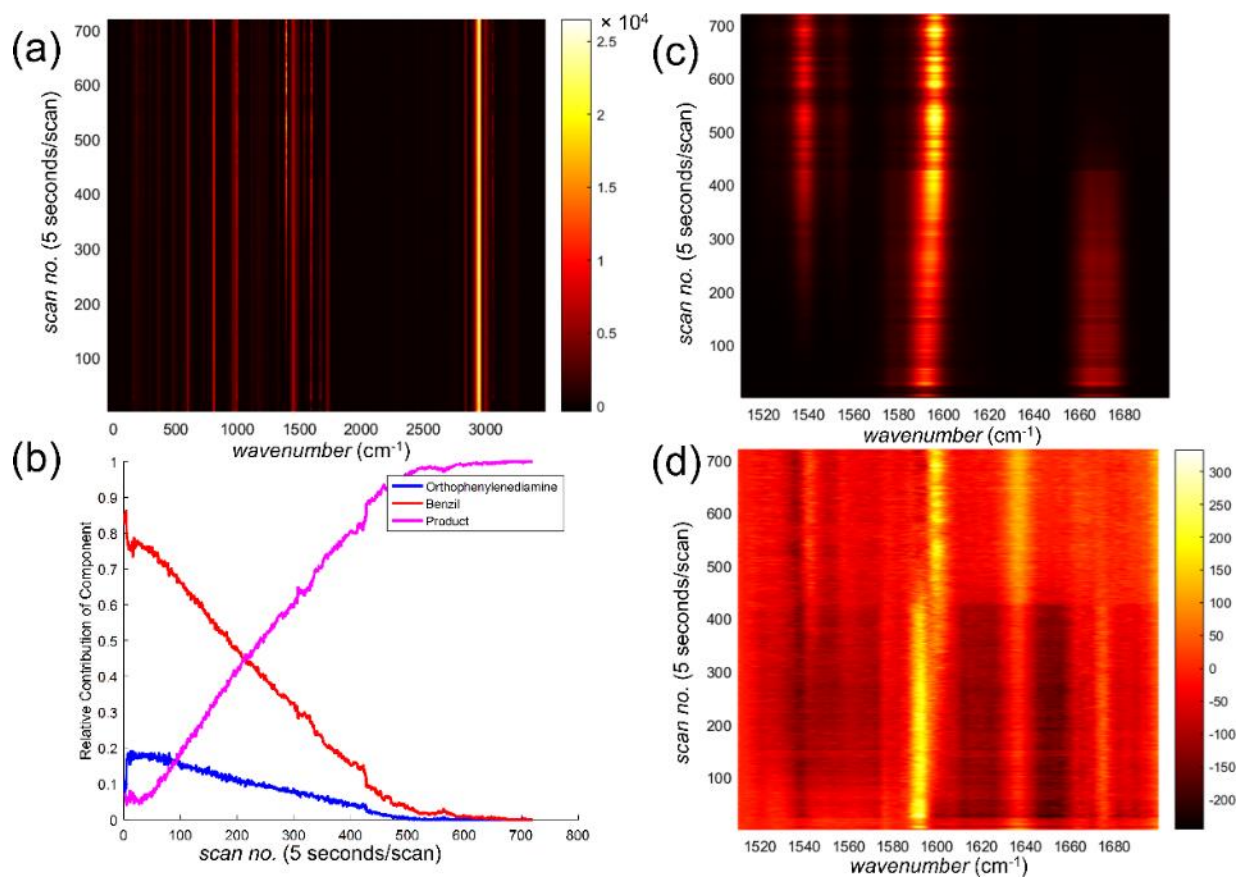 (a)
× 10⁴
2.5
2
1.5
1
0.5
0
700
600
500
400
300
200
100
scan no. (5 seconds/scan)
0 500 1000 1500 2000 2500 3000
wavenumber (cm⁻¹)
(c)
700
600
500
400
300
200
100
scan no. (5 seconds/scan)
1520 1540 1560 1580 1600 1620 1640 1660 1680
wavenumber (cm⁻¹)
(b)
1
0.9
0.8
0.7
0.6
0.5
0.4
0.3
0.2
0.1
0
Relative Contribution of Component
Orthophenylenediamine
Benzil
Product
0 100 200 300 400 500 600 700 800
scan no. (5 seconds/scan)
(d)
700
600
500
400
300
200
100
scan no. (5 seconds/scan)
1520 1540 1560 1580 1600 1620 1640 1660 1680
wavenumber (cm⁻¹)
300
250
200
150
100
50
0
-50
-100
-150
-200